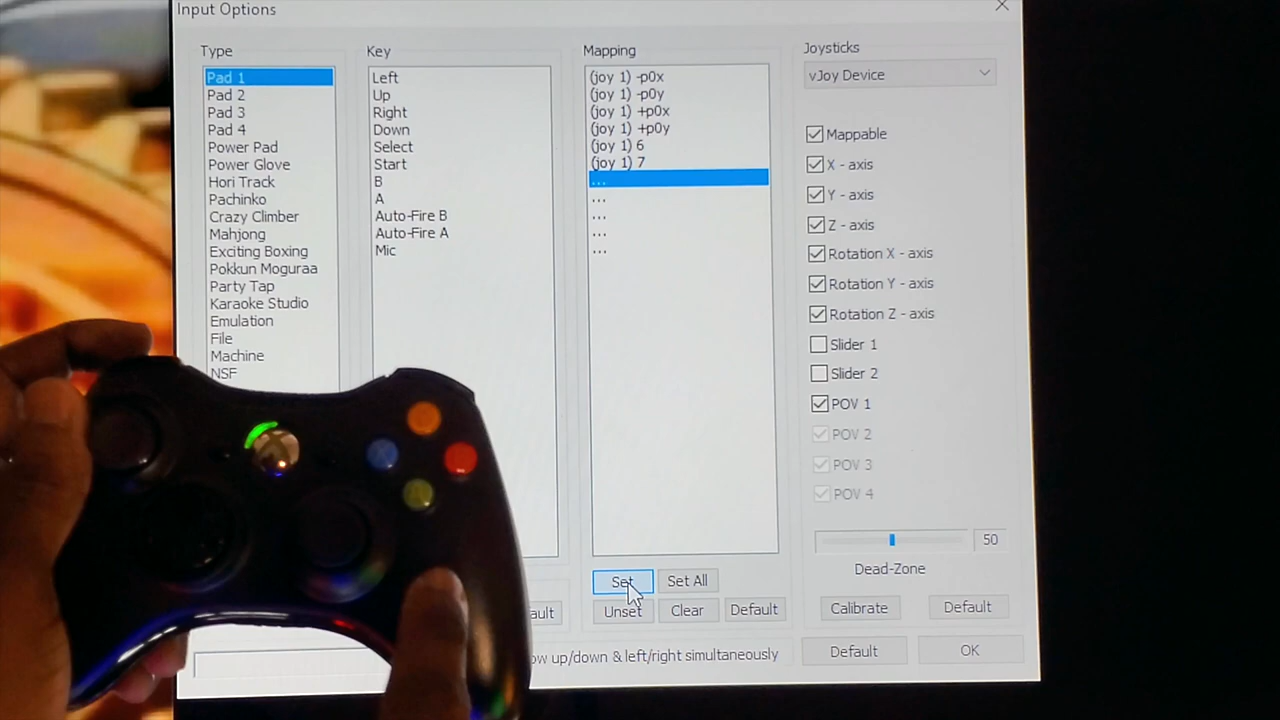 Input Options
Type
Pad 1
Pad 2
Pad 3
Pad 4
Power Pad
Power Glove
Hori Track
Pachinko
Crazy Climber
Mahjong
Exciting Boxing
Pokkun Moguraa
Party Tap
Karaoke Studio
Emulation
File
Machine
NSF
Key
Left
Up
Right
Down
Select
Start
B
A
Auto-Fire B
Auto-Fire A
Mic
Mapping
(joy 1) -p0x
(joy 1) -p0y
(joy 1) +p0x
(joy 1) +p0y
(joy 1) 6
(joy 1) 7
...
...
...
...
...
Set
Set All
Unset
Clear
Default
ault
ow up/down & left/right simultaneously
Joysticks
vJoy Device
Mappable
X - axis
Y - axis
Z - axis
Rotation X - axis
Rotation Y - axis
Rotation Z - axis
Slider 1
Slider 2
POV 1
POV 2
POV 3
POV 4
50
Dead-Zone
Calibrate
Default
Default
OK